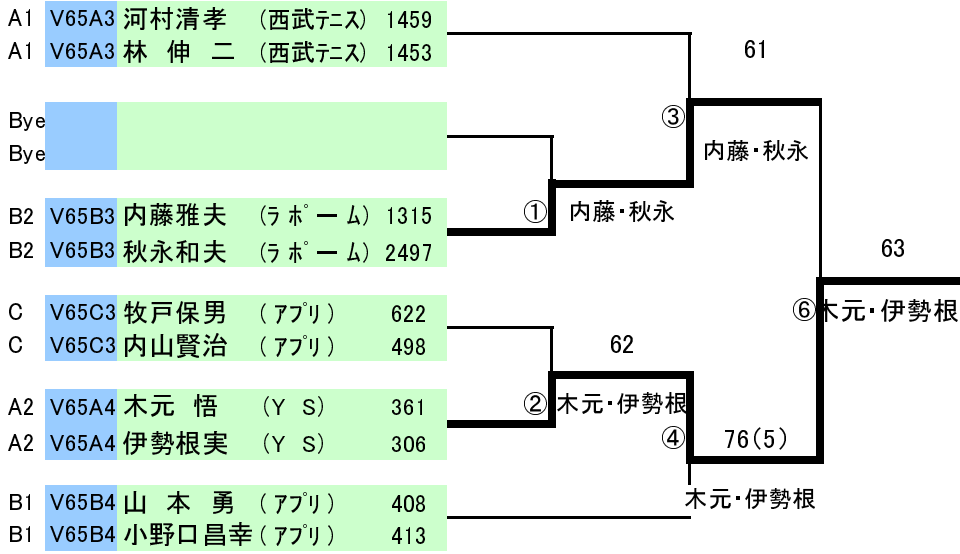 A1 V65A3 河村清孝 (西武テニス) 1459
A1 V65A3 林 伸 二 (西武テニス) 1453
61
Bye
Bye
③
内藤・秋永
B2 V65B3 内藤雅夫 (ラポーム) 1315
① 内藤・秋永
B2 V65B3 秋永和夫 (ラポーム) 2497
63
C V65C3 牧戸保男 (アプリ) 622
⑥木元・伊勢根
C V65C3 内山賢治 (アプリ) 498
62
A2 V65A4 木元 悟 (Y S) 361
② 木元・伊勢根
A2 V65A4 伊勢根実 (Y S) 306
④ 76(5)
B1 V65B4 山 本 勇 (アプリ) 408
木元・伊勢根
B1 V65B4 小野口昌幸(アプリ) 413